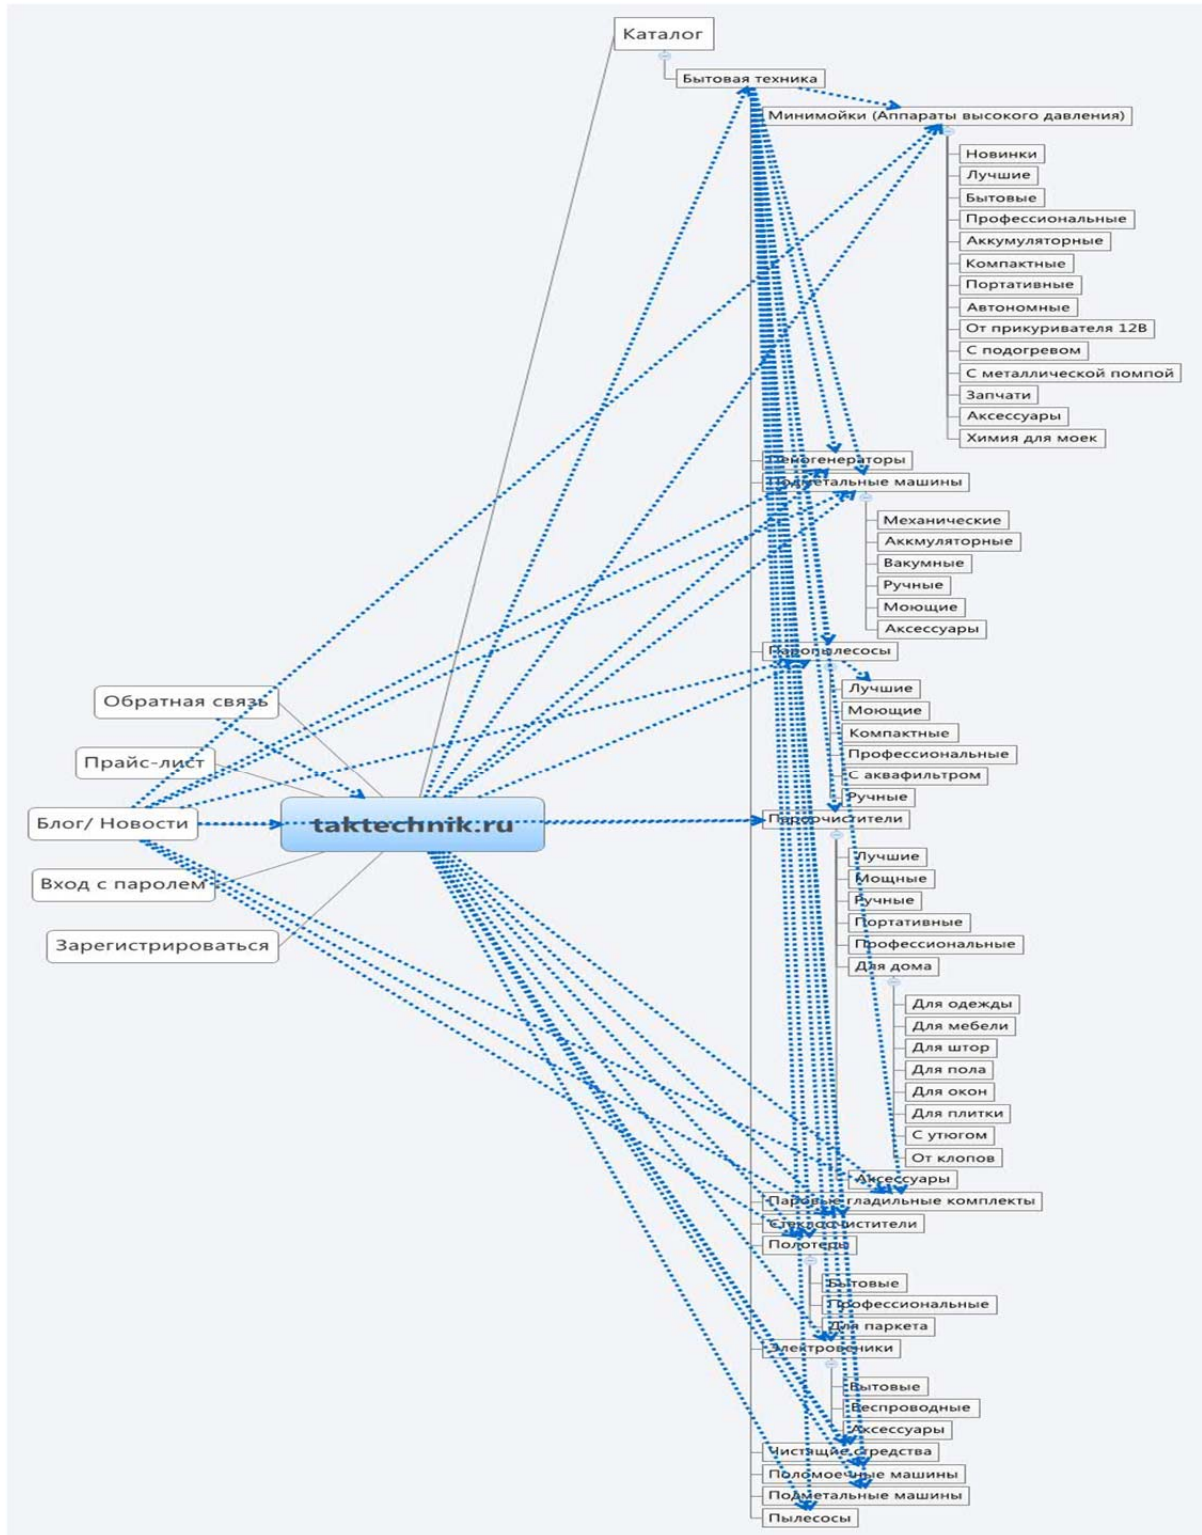 Каталог
Бытовая техника
Минимойки (Аппараты высокого давления)
Новинки
Лучшие
Бытовые
Профессиональные
Аккумуляторные
Компактные
Портативные
Автономные
От прикуривателя 12В
С подогревом
С металлической помпой
Запчати
Аксессуары
Химия для моек
Пеногенераторы
Подметальные машины
Механические
Аккмуляторные
Вакумные
Ручные
Моющие
Аксессуары
Паропылесосы
Лучшие
Моющие
Компактные
Профессиональные
С аквафильтром
Ручные
Пароочистители
Лучшие
Мощные
Ручные
Портативные
Профессиональные
Для дома
Для одежды
Для мебели
Для штор
Для пола
Для окон
Для плитки
С утюгом
От клопов
Аксессуары
Паровые гладильные комплекты
Стеклоочистители
Полотеры
Бытовые
Профессиональные
Для паркета
Электровеники
Бытовые
Беспроводные
Аксессуары
Чистящие стредства
Поломоечные машины
Подметальные машины
Пылесосы
Обратная связь
Прайс-лист
Блог/ Новости
taktechnik.ru
Вход с паролем
Зарегистрироваться